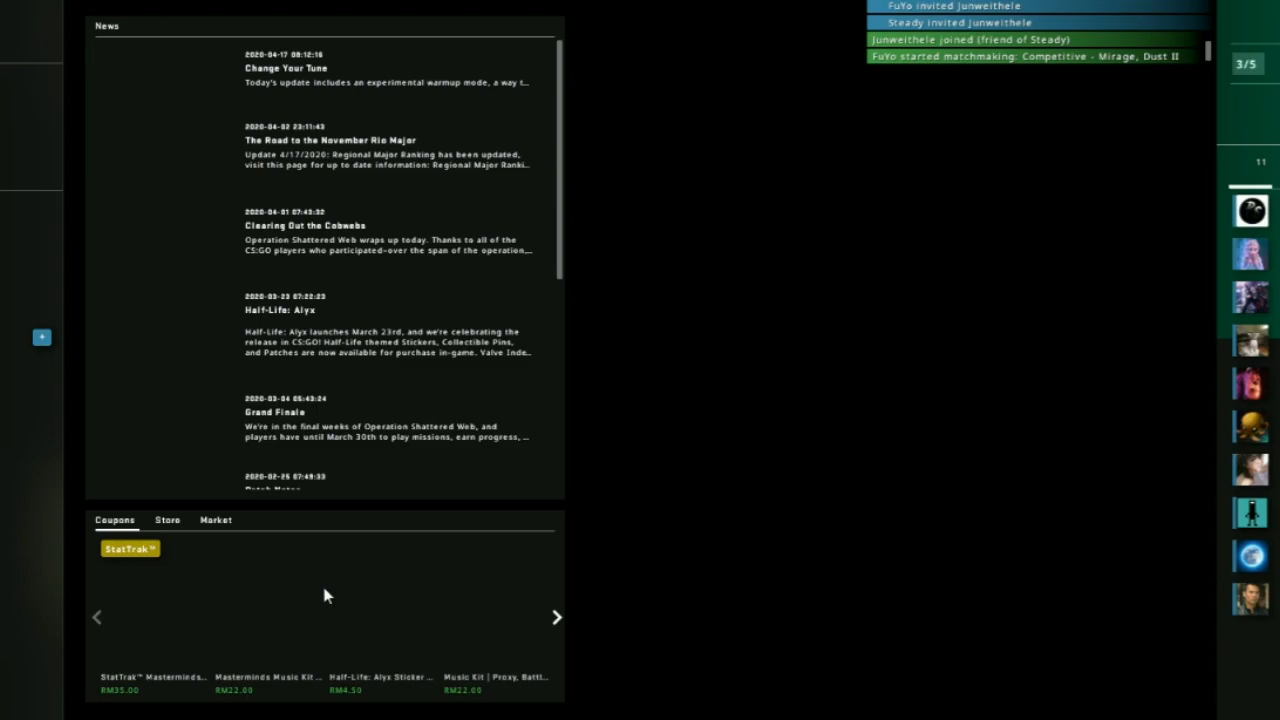 News
2020-04-17 08:12:16
Change Your Tune
Today's update includes an experimental warmup mode, a way t...
2020-04-02 23:11:43
The Road to the November Rio Major
Update 4/17/2020: Regional Major Ranking has been updated,
visit this page for up to date information: Regional Major Ranki...
2020-04-01 07:43:32
Clearing Out the Cobwebs
Operation Shattered Web wraps up today. Thanks to all of the
CS:GO players who participated–over the span of the operation,...
2020-03-23 07:22:23
Half-Life: Alyx
Half-Life: Alyx launches March 23rd, and we're celebrating the
release in CS:GO! Half-Life themed Stickers, Collectible Pins,
and Patches are now available for purchase in-game. Valve Inde...
2020-03-04 05:43:24
Grand Finale
We're in the final weeks of Operation Shattered Web, and
players have until March 30th to play missions, earn progress, ...
2020-02-25 07:49:33
Coupons Store Market
StatTrak™
StatTrak™ Masterminds... Masterminds Music Kit ... Half-Life: Alyx Sticker ... Music Kit | Proxy, Battl...
RM35.00 RM22.00 RM4.50 RM22.00
FuYo invited Junweithele
Steady invited Junweithele
Junweithele joined (friend of Steady)
FuYo started matchmaking: Competitive - Mirage, Dust II
3/5
11